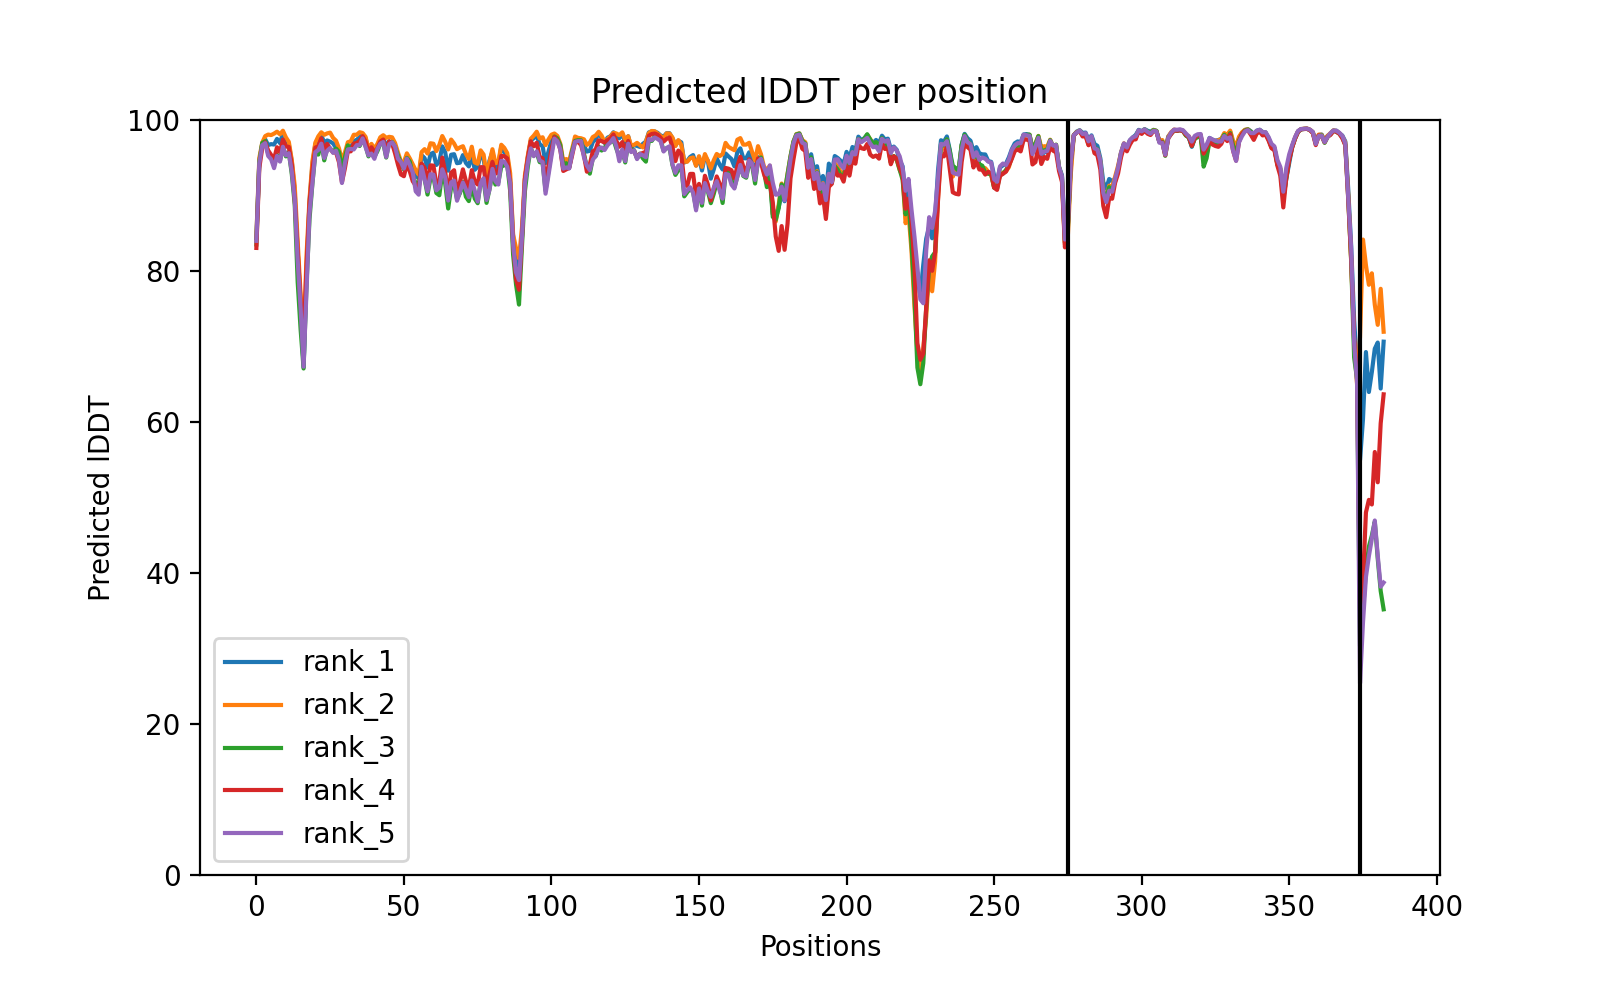 Predicted lDDT per position
100
80
60
40
20
0
Predicted lDDT
rank_1
rank_2
rank_3
rank_4
rank_5
0 50 100 150 200 250 300 350 400
Positions